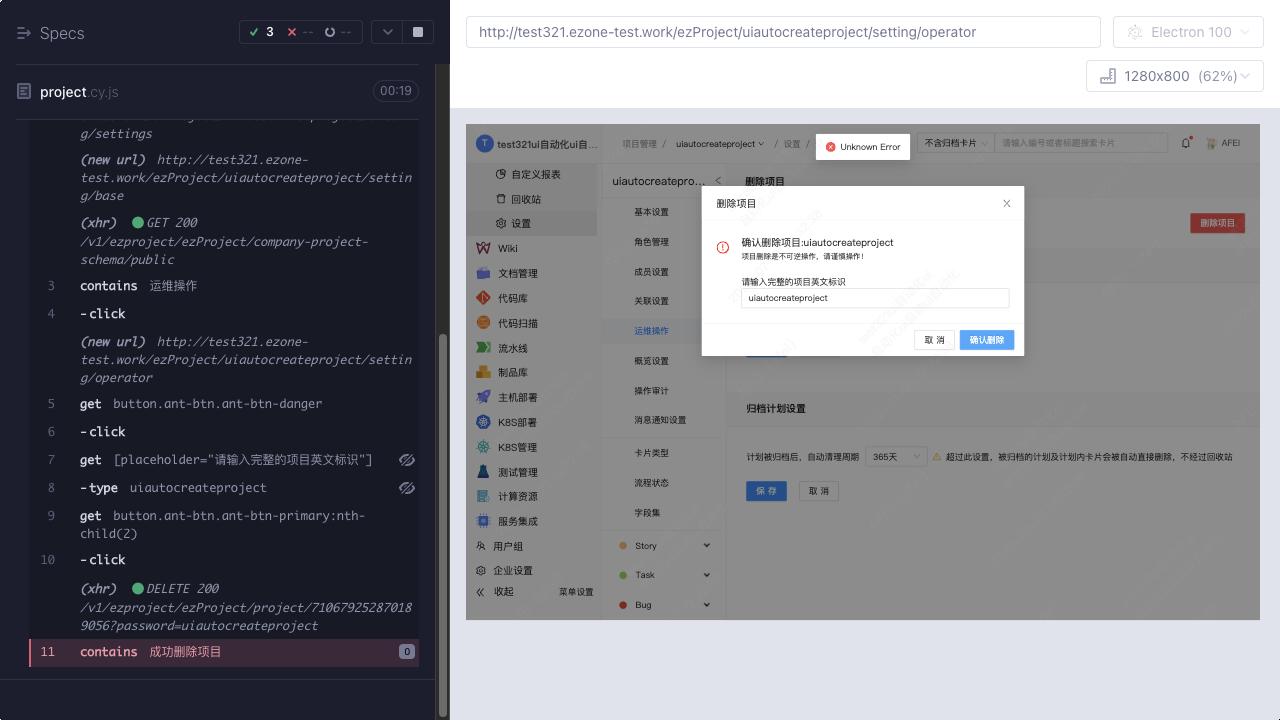 Specs
3
--
--
project.cy.js
00:19
g/settings
(new url) http://test321.ezone-
test.work/ezProject/uiautocreateproject/settin
g/base
(xhr) GET 200
/v1/ezproject/ezProject/company-project-
schema/public
3 contains 运维操作
4 -click
(new url) http://test321.ezone-
test.work/ezProject/uiautocreateproject/settin
g/operator
5 get button.ant-btn.ant-btn-danger
6 -click
7 get [placeholder="请输入完整的项目英文标识"]
8 -type uiautocreateproject
9 get button.ant-btn.ant-btn-primary:nth-
child(2)
10 -click
(xhr) DELETE 200
/v1/ezproject/ezProject/project/71067925287018
9056?password=uiautocreateproject
11 contains 成功删除项目 0
http://test321.ezone-test.work/ezProject/uiautocreateproject/setting/operator
Electron 100
1280x800 (62%)
T test321ui自动化ui自...
项目管理 / uiautocreateproject / 设置 /
Unknown Error
不含归档卡片
请输入编号或者标题搜索卡片
AFEI
自定义报表
回收站
设置
Wiki
文档管理
代码库
代码扫描
流水线
制品库
主机部署
K8S部署
K8S管理
测试管理
计算资源
服务集成
用户组
企业设置
收起
菜单设置
uiautocreatepro...
基本设置
角色管理
成员设置
关联设置
运维操作
概览设置
操作审计
消息通知设置
卡片类型
流程状态
字段集
Story
Task
Bug
删除项目
删除项目
删除项目
确认删除项目:uiautocreateproject
项目删除是不可逆操作，请谨慎操作！
请输入完整的项目英文标识
uiautocreateproject
取 消
确认删除
归档计划设置
计划被归档后，自动清理周期 365天 超过此设置，被归档的计划及计划内卡片会被自动直接删除，不经过回收站
保 存
取 消